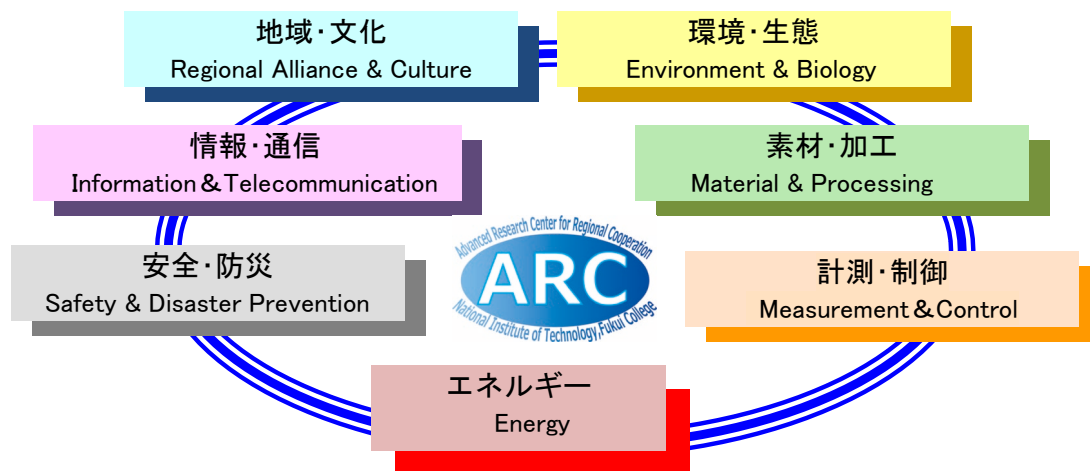 地域・文化
Regional Alliance & Culture
環境・生態
Environment & Biology
情報・通信
Information＆Telecommunication
素材・加工
Material & Processing
Advanced Research Center for Regional Cooperation
ARC
National Institute of Technology,Fukui College
安全・防災
Safety & Disaster Prevention
計測・制御
Measurement＆Control
エネルギー
Energy